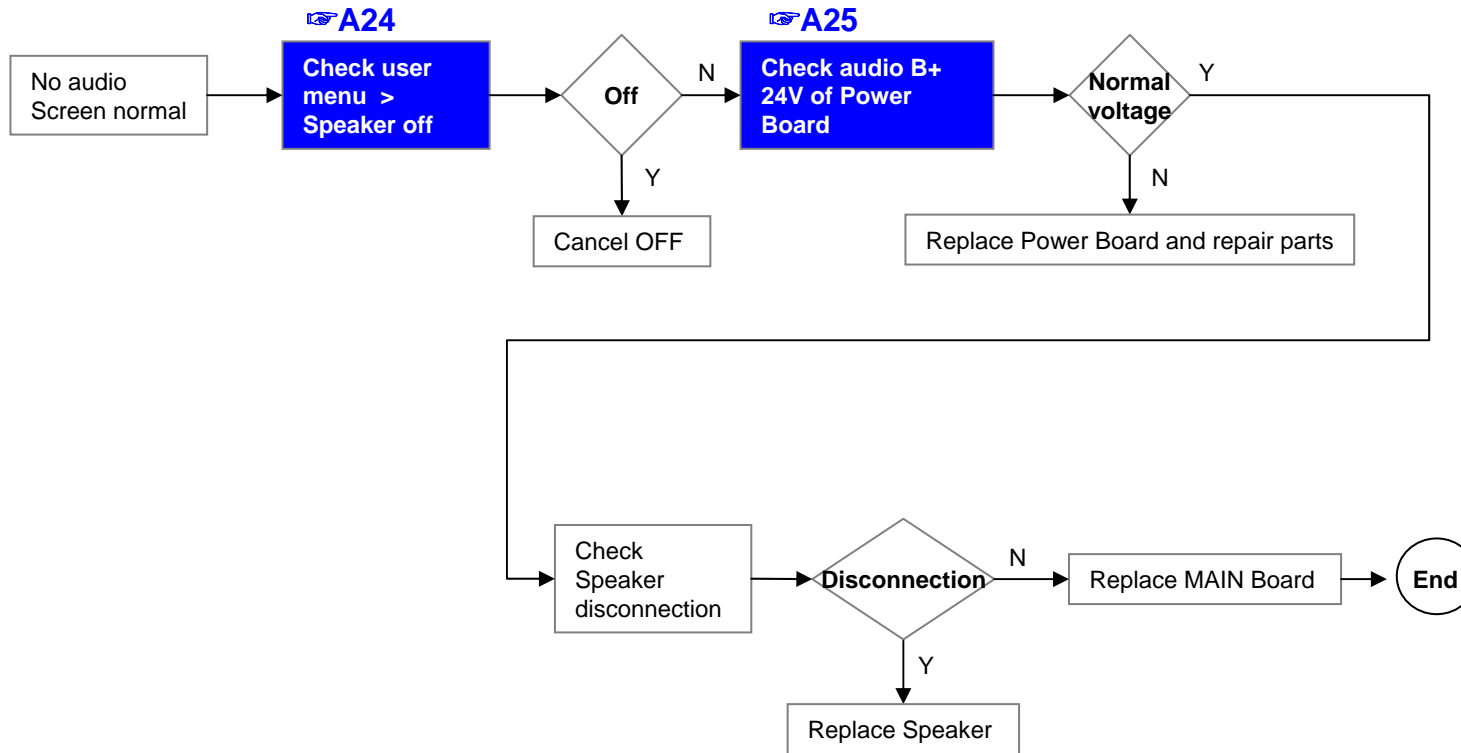 ☞A24
☞A25
No audio
Screen normal
Check user
menu >
Speaker off
Off
N
Check audio B+
24V of Power
Board
Normal
voltage
Y
Y
N
Cancel OFF
Replace Power Board and repair parts
Check
Speaker
disconnection
Disconnection
N
Replace MAIN Board
End
Y
Replace Speaker